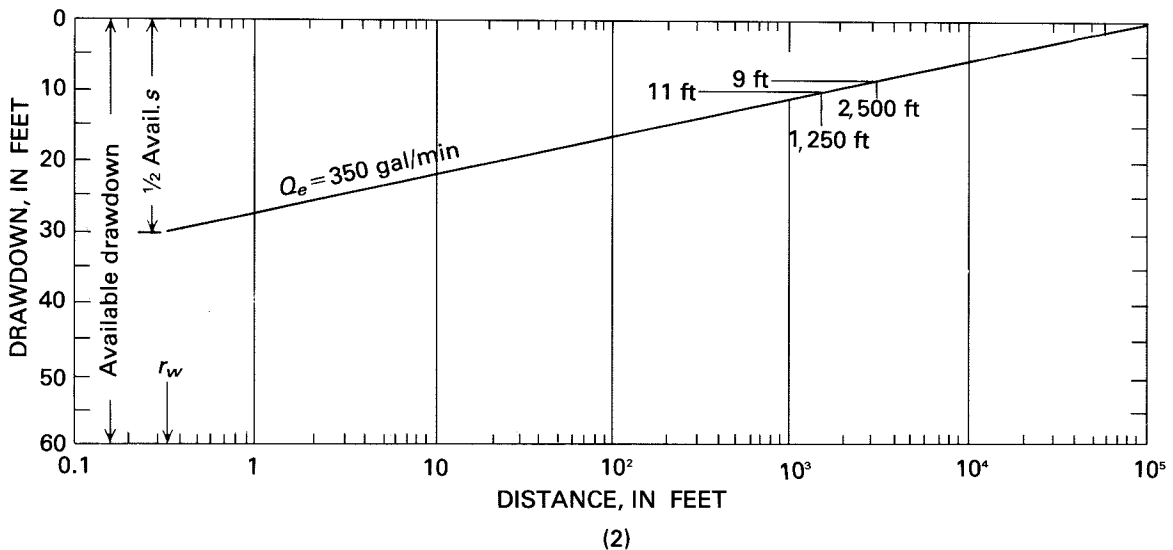 DRAWDOWN, IN FEET
0
10
20
30
40
50
60
Available drawdown
½ Avail. s
r_w
Q_e = 350 gal/min
9 ft
11 ft
2,500 ft
1,250 ft
0.1
1
10
10²
10³
10⁴
10⁵
DISTANCE, IN FEET
(2)